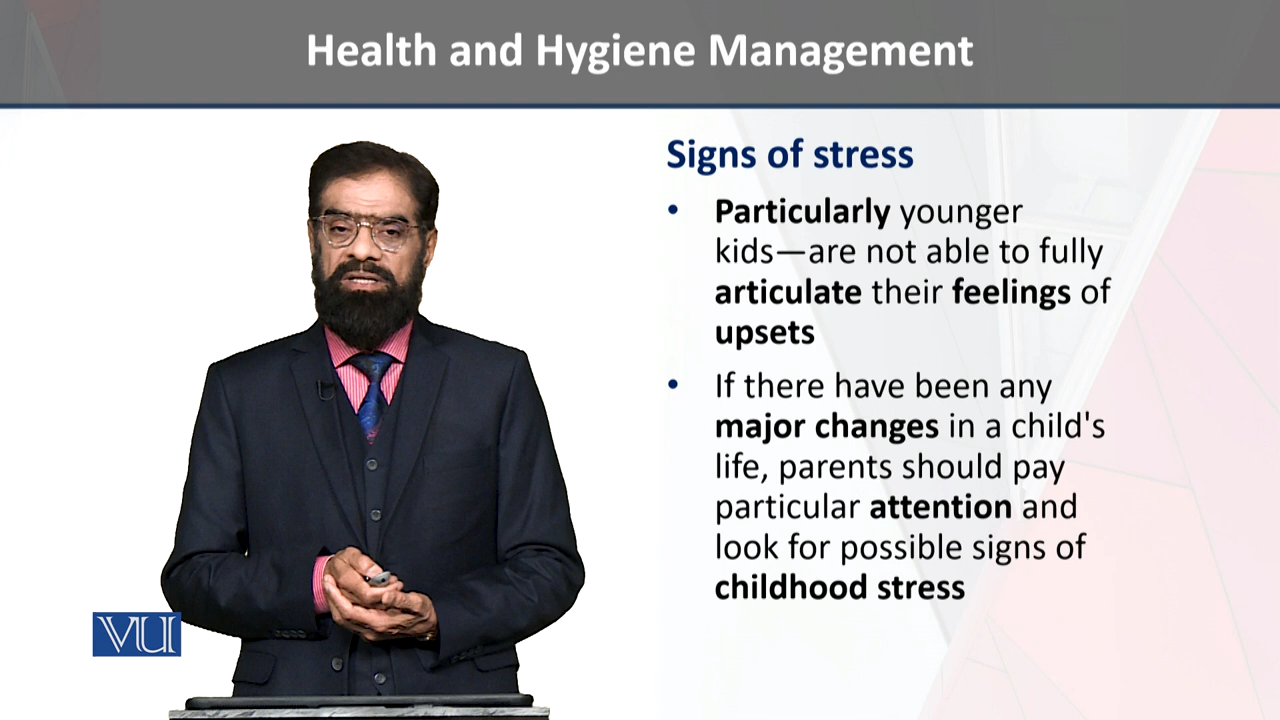 Health and Hygiene Management
Signs of stress
• Particularly younger
kids—are not able to fully
articulate their feelings of
upsets
• If there have been any
major changes in a child's
life, parents should pay
particular attention and
look for possible signs of
childhood stress
VU